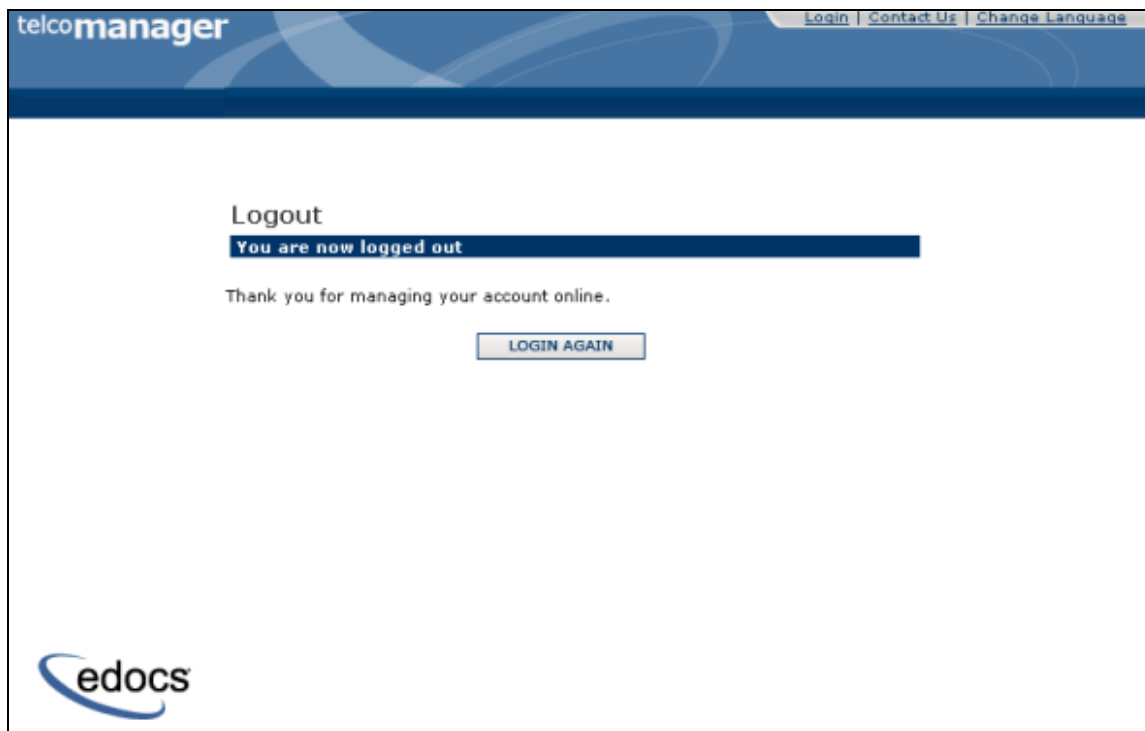 telcomanager
Login | Contact Us | Change Language
Logout
You are now logged out
Thank you for managing your account online.
LOGIN AGAIN
edocs